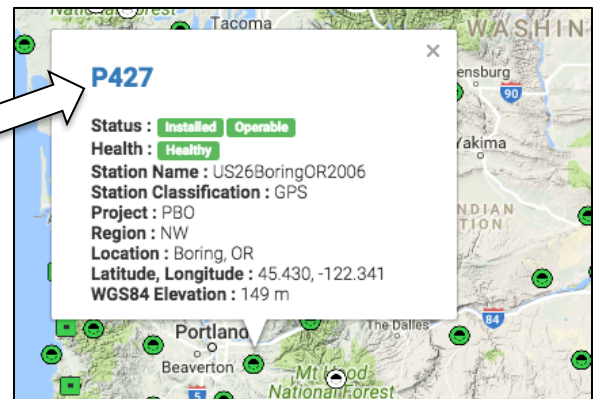 Tacoma
WASHIN
×
P427
ensburg
90
Status : Installed Operable
Health : Healthy
Station Name : US26BoringOR2006
Station Classification : GPS
Project : PBO
Region : NW
Location : Boring, OR
Latitude, Longitude : 45.430, -122.341
WGS84 Elevation : 149 m
Yakima
NDIAN
TION
84
Portland
The Dalles
Beaverton
Mt Hood
National Forest
5